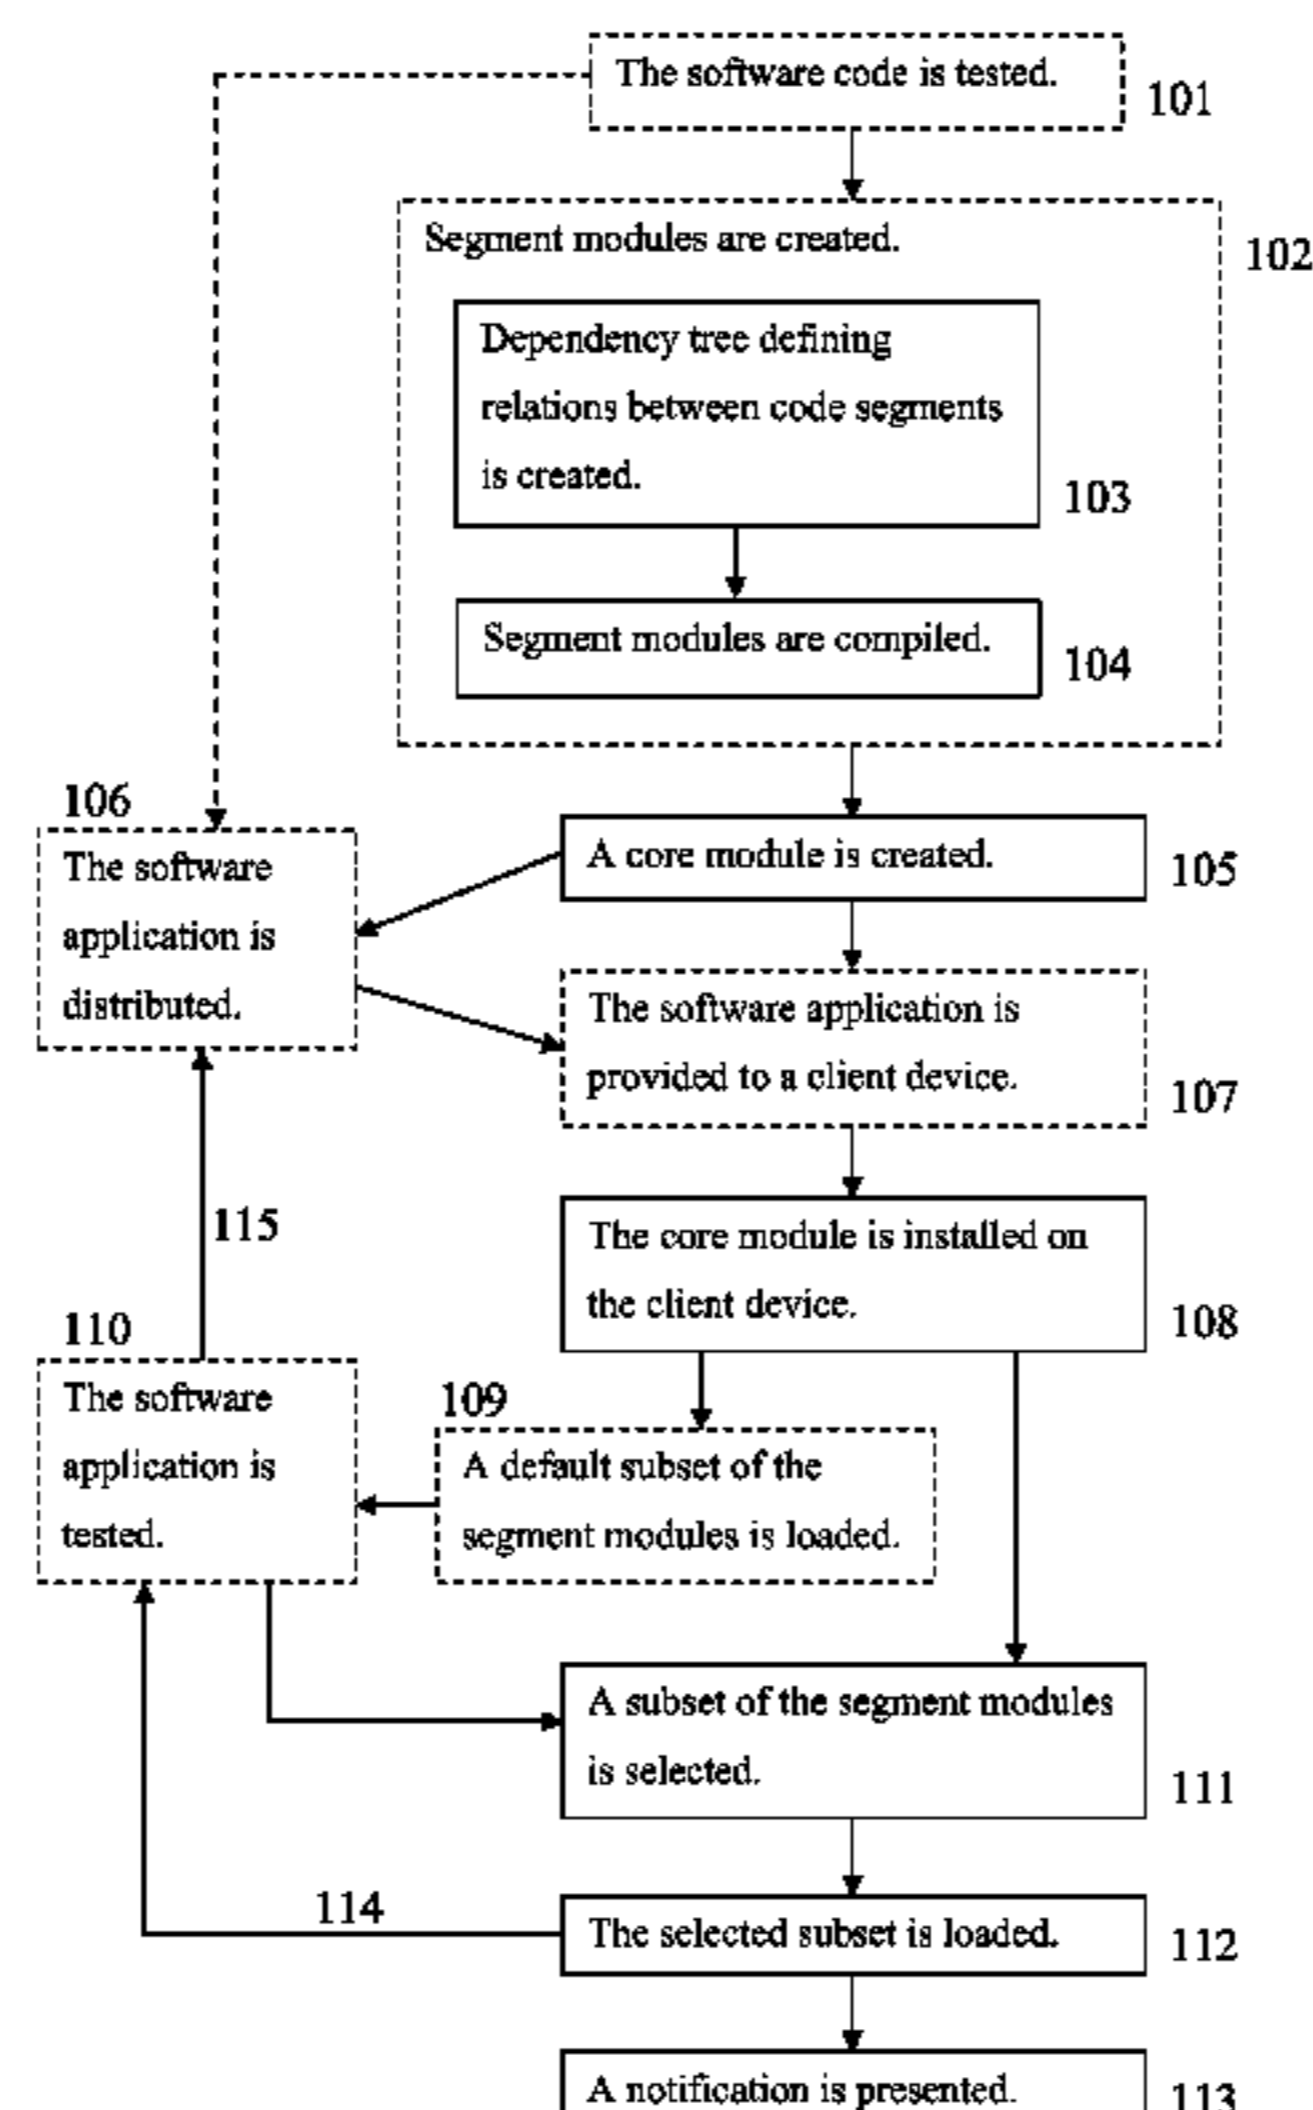 The software code is tested.
101
Segment modules are created.
102
Dependency tree defining
relations between code segments
is created.
103
Segment modules are compiled.
104
106
The software
application is
distributed.
A core module is created.
105
The software application is
provided to a client device.
107
115
The core module is installed on
the client device.
108
110
The software
application is
tested.
109
A default subset of the
segment modules is loaded.
A subset of the segment modules
is selected.
111
114
The selected subset is loaded.
112
A notification is presented.
113